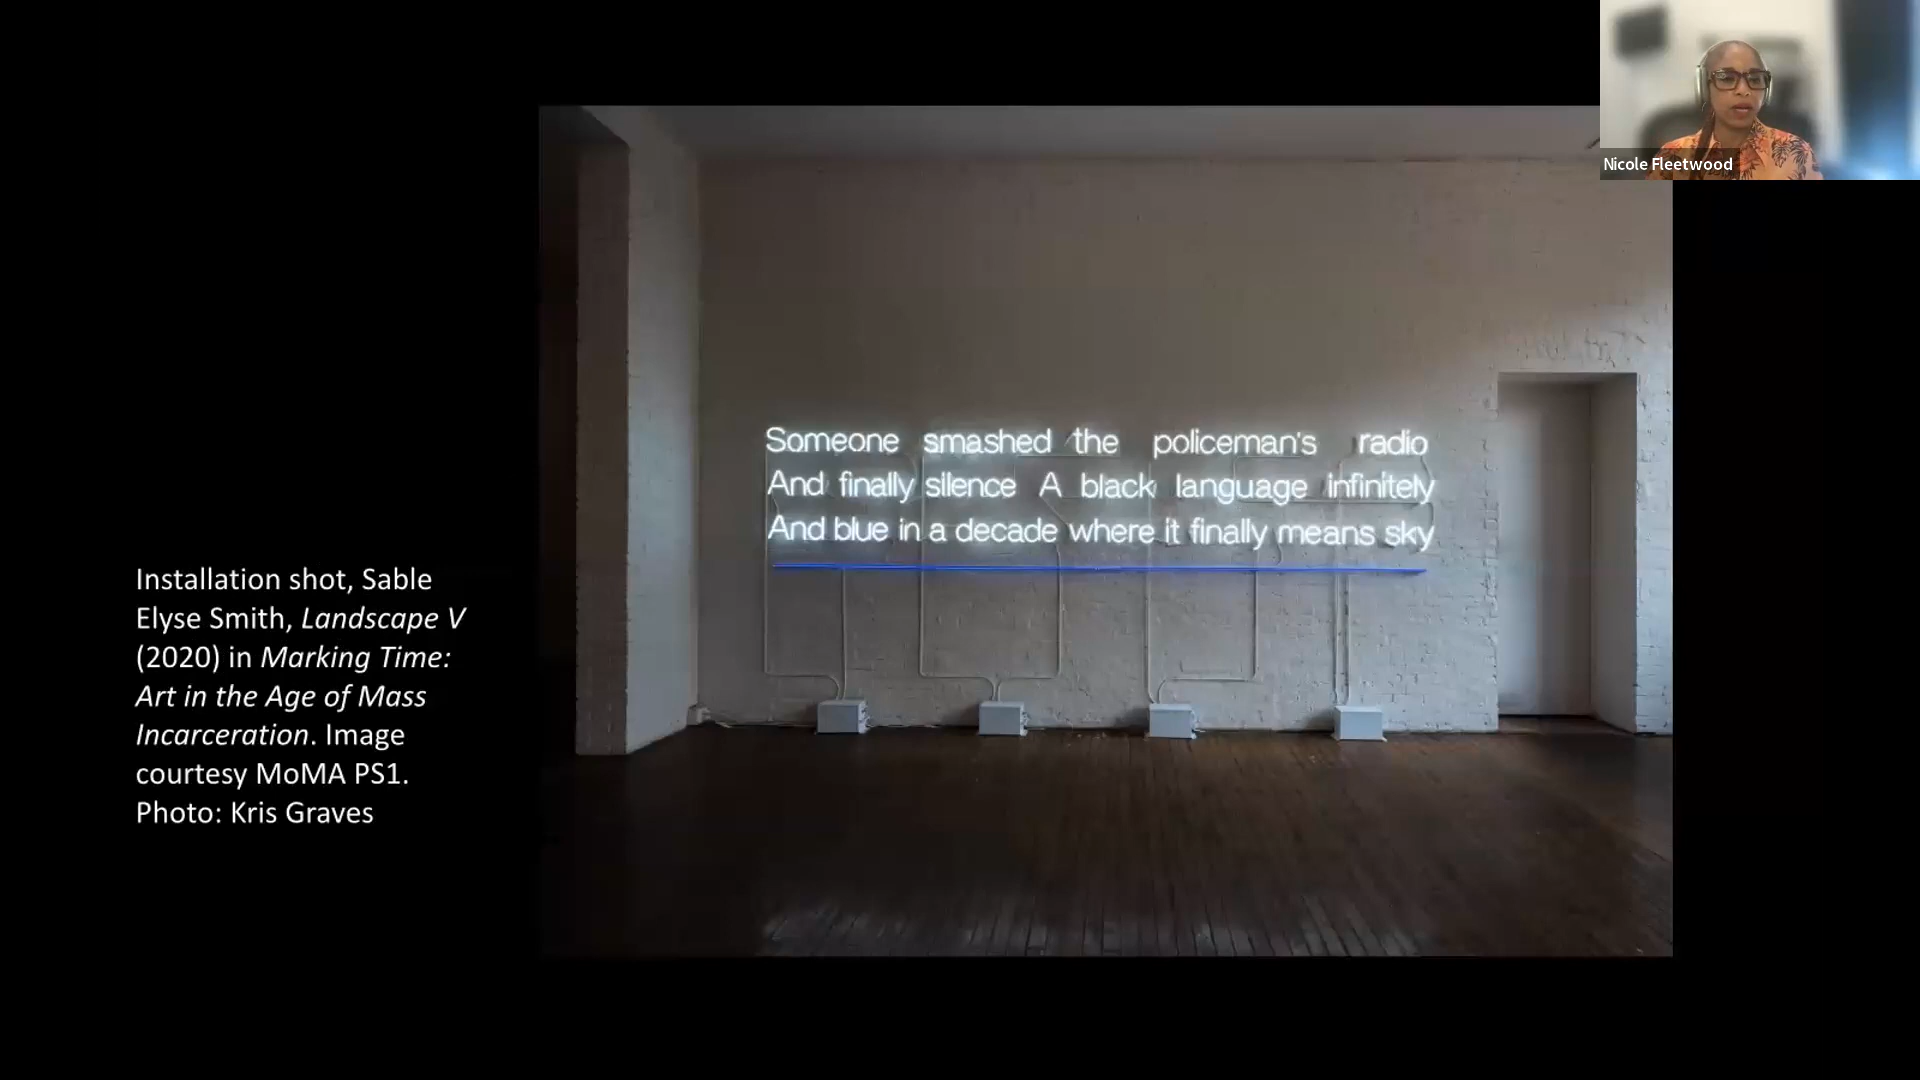 Nicole Fleetwood
Someone smashed the policeman's radio
And finally silence A black language infinitely
And blue in a decade where it finally means sky
Installation shot, Sable
Elyse Smith, Landscape V
(2020) in Marking Time:
Art in the Age of Mass
Incarceration. Image
courtesy MoMA PS1.
Photo: Kris Graves